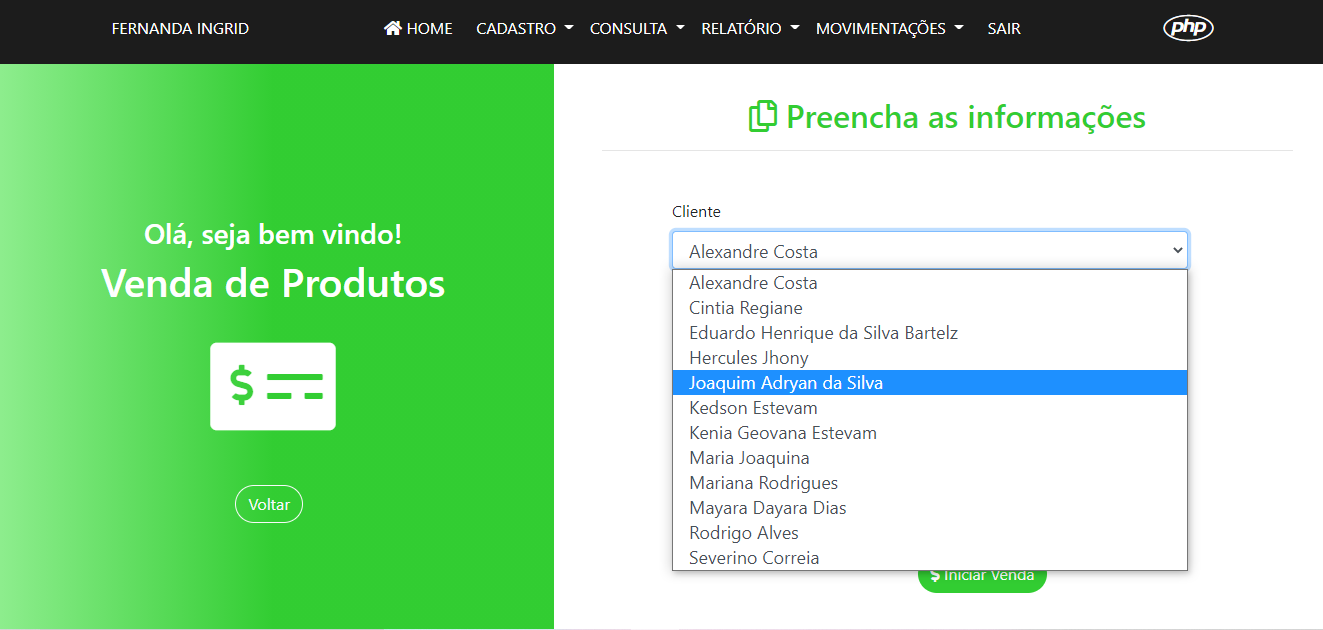 FERNANDA INGRID HOME CADASTRO CONSULTA RELATÓRIO MOVIMENTAÇÕES SAIR php
Olá, seja bem vindo!
Venda de Produtos
$
Voltar
Preencha as informações
Cliente
Alexandre Costa
Alexandre Costa
Cintia Regiane
Eduardo Henrique da Silva Bartelz
Hercules Jhony
Joaquim Adryan da Silva
Kedson Estevam
Kenia Geovana Estevam
Maria Joaquina
Mariana Rodrigues
Mayara Dayara Dias
Rodrigo Alves
Severino Correia
$ Iniciar Venda